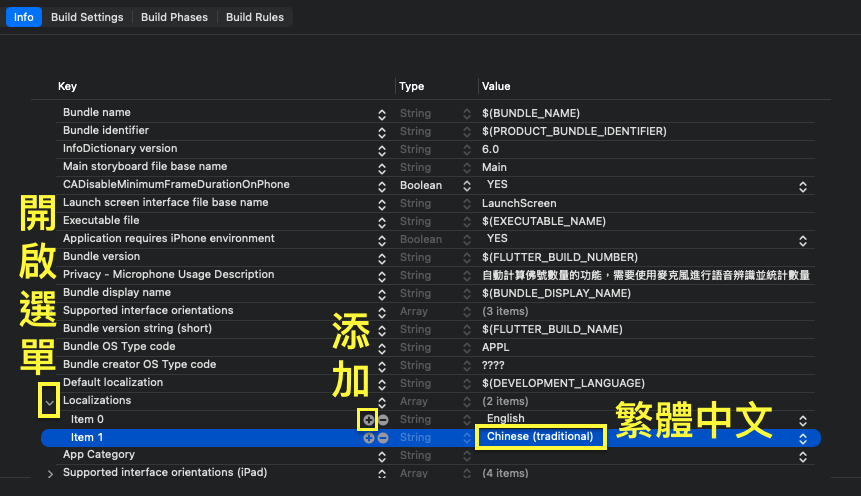 Info Build Settings Build Phases Build Rules
Key Type Value
Bundle name String $(BUNDLE_NAME)
Bundle identifier String $(PRODUCT_BUNDLE_IDENTIFIER)
InfoDictionary version String 6.0
Main storyboard file base name String Main
CADisableMinimumFrameDurationOnPhone Boolean YES
Launch screen interface file base name String LaunchScreen
Executable file String $(EXECUTABLE_NAME)
Application requires iPhone environment Boolean YES
Bundle version String $(FLUTTER_BUILD_NUMBER)
Privacy - Microphone Usage Description String 自動計算佛號數量的功能，需要使用麥克風進行語音辨識並統計數量
Bundle display name String $(BUNDLE_DISPLAY_NAME)
Supported interface orientations Array (3 items)
Bundle version string (short) String $(FLUTTER_BUILD_NAME)
Bundle OS Type code String APPL
Bundle creator OS Type code String ????
Default localization String $(DEVELOPMENT_LANGUAGE)
Localizations Array (2 items)
Item 0 String English
Item 1 String Chinese (traditional)
App Category String
Supported interface orientations (iPad) Array (4 items)
開啟選單
添加
繁體中文